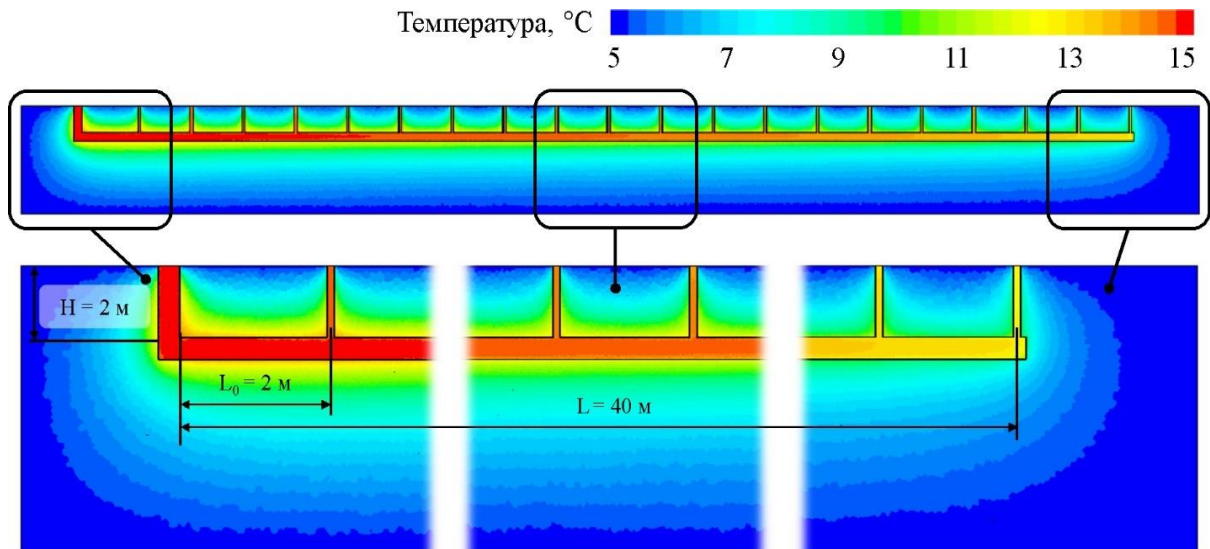 Температура, °C
5 7 9 11 13 15
H = 2 м
L₀ = 2 м
L = 40 м